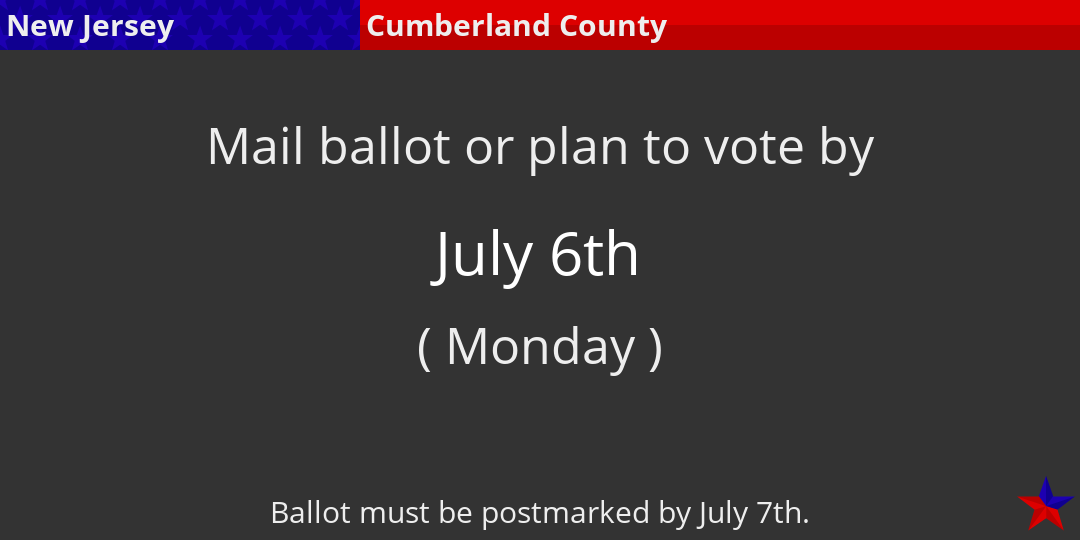 New Jersey
Cumberland County
Mail ballot or plan to vote by
July 6th
( Monday )
Ballot must be postmarked by July 7th.